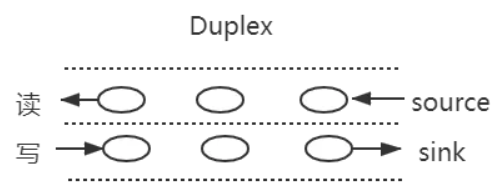 Duplex
读 source
写 sink